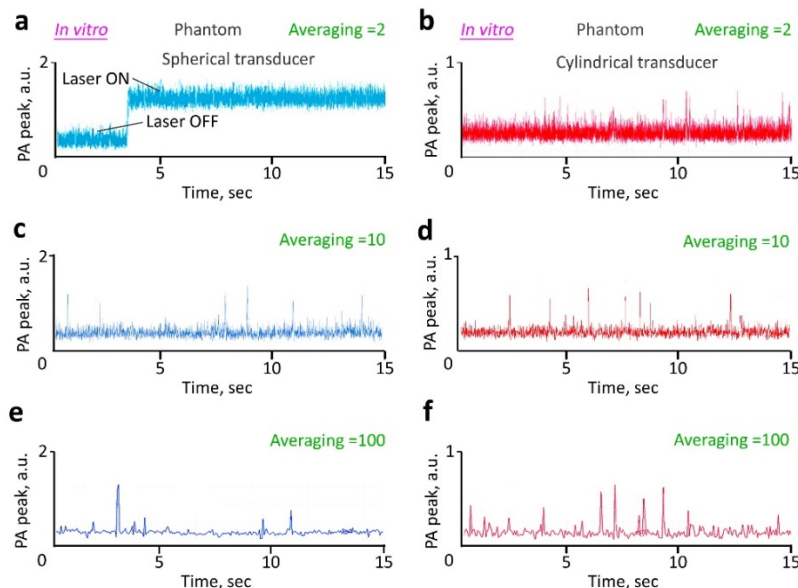 a
In vitro Phantom Averaging =2
Spherical transducer
2
Laser ON
Laser OFF
PA peak, a.u.
0 5 10 15
Time, sec
b
In vitro Phantom Averaging =2
Cylindrical transducer
1
PA peak, a.u.
0 5 10 15
Time, sec
c
Averaging =10
2
PA peak, a.u.
0 5 10 15
Time, sec
d
Averaging =10
1
PA peak, a.u.
0 5 10 15
Time, sec
e
Averaging =100
2
PA peak, a.u.
0 5 10 15
Time, sec
f
Averaging =100
1
PA peak, a.u.
0 5 10 15
Time, sec